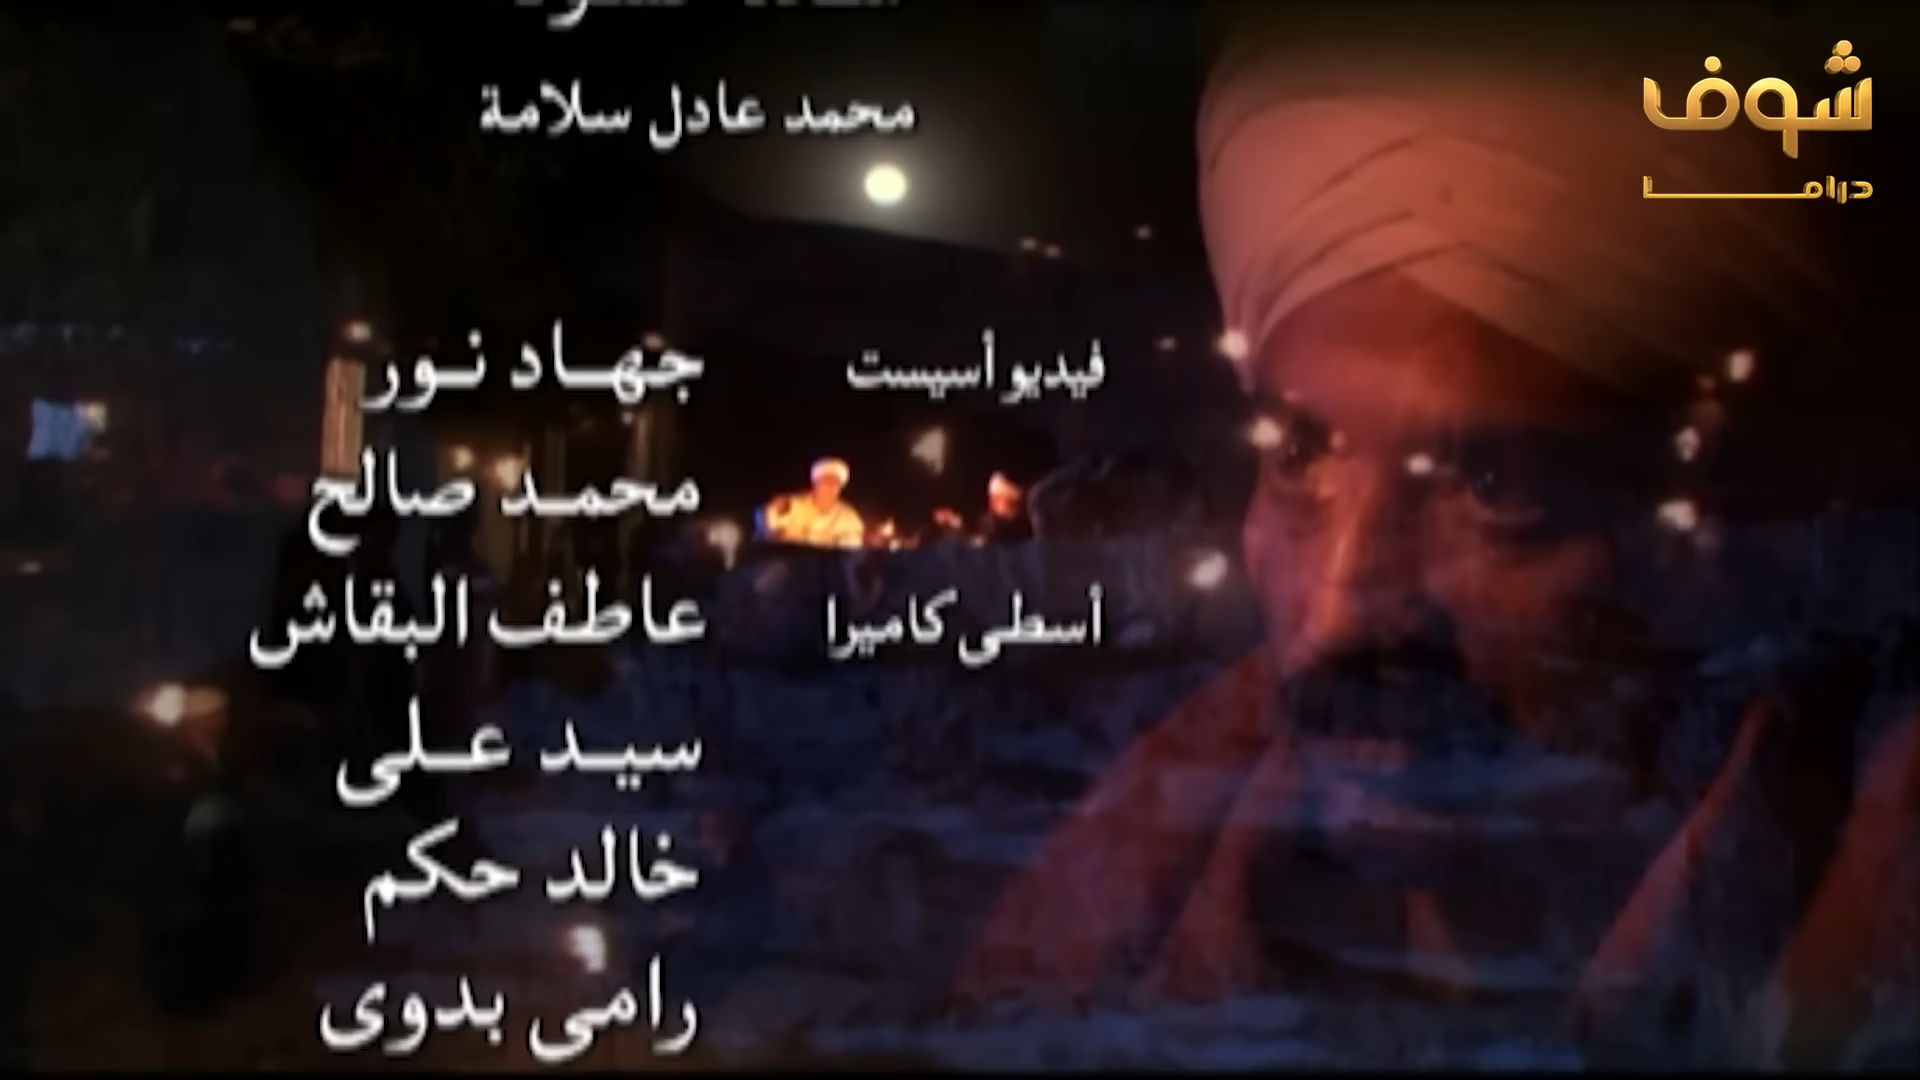 محمد عادل سلامة
شوف
دراما
فيديو أسيست جهاد نور
محمد صالح
أسطى كاميرا عاطف البقاش
سيد على
خالد حكم
رامى بدوى